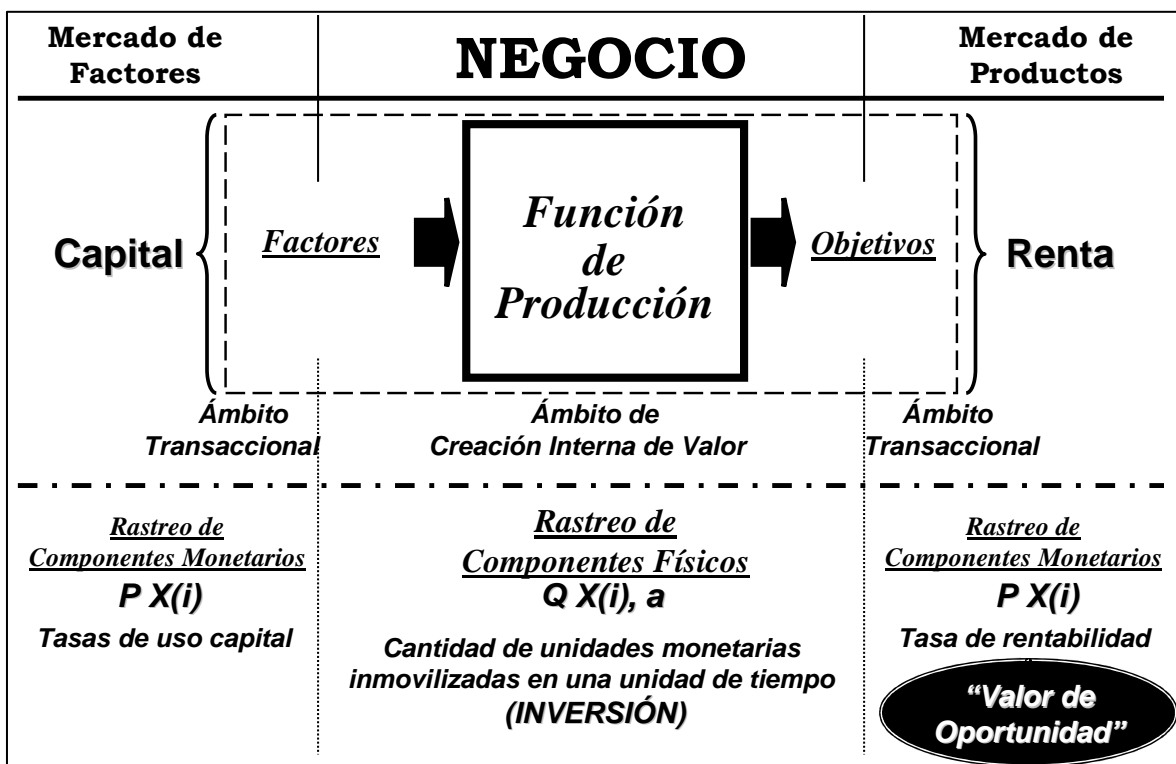 Mercado de
Factores
NEGOCIO
Mercado de
Productos
Capital
Factores
Función
de
Producción
Objetivos
Renta
Ámbito
Transaccional
Ámbito de
Creación Interna de Valor
Ámbito
Transaccional
Rastreo de
Componentes Monetarios
P X(i)
Tasas de uso capital
Rastreo de
Componentes Físicos
Q X(i), a
Cantidad de unidades monetarias
inmovilizadas en una unidad de tiempo
(INVERSIÓN)
Rastreo de
Componentes Monetarios
P X(i)
Tasa de rentabilidad
“Valor de
Oportunidad”